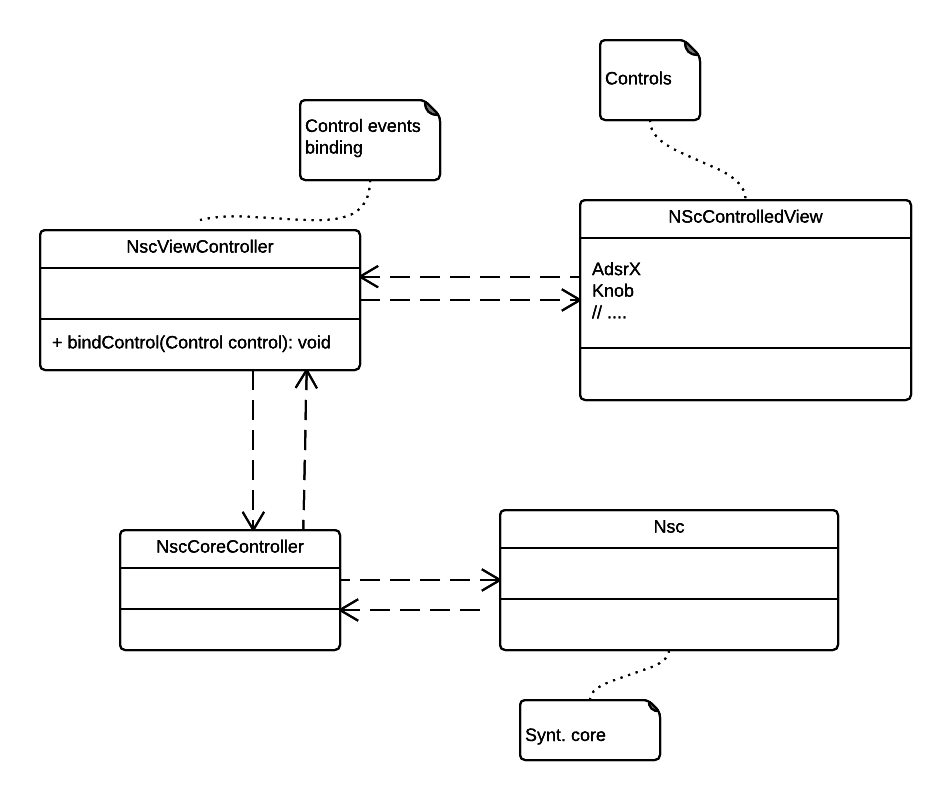 Controls
Control events
binding
NScControlledView
NscViewController
AdsrX
Knob
// ....
+ bindControl(Control control): void
Nsc
NscCoreController
Synt. core